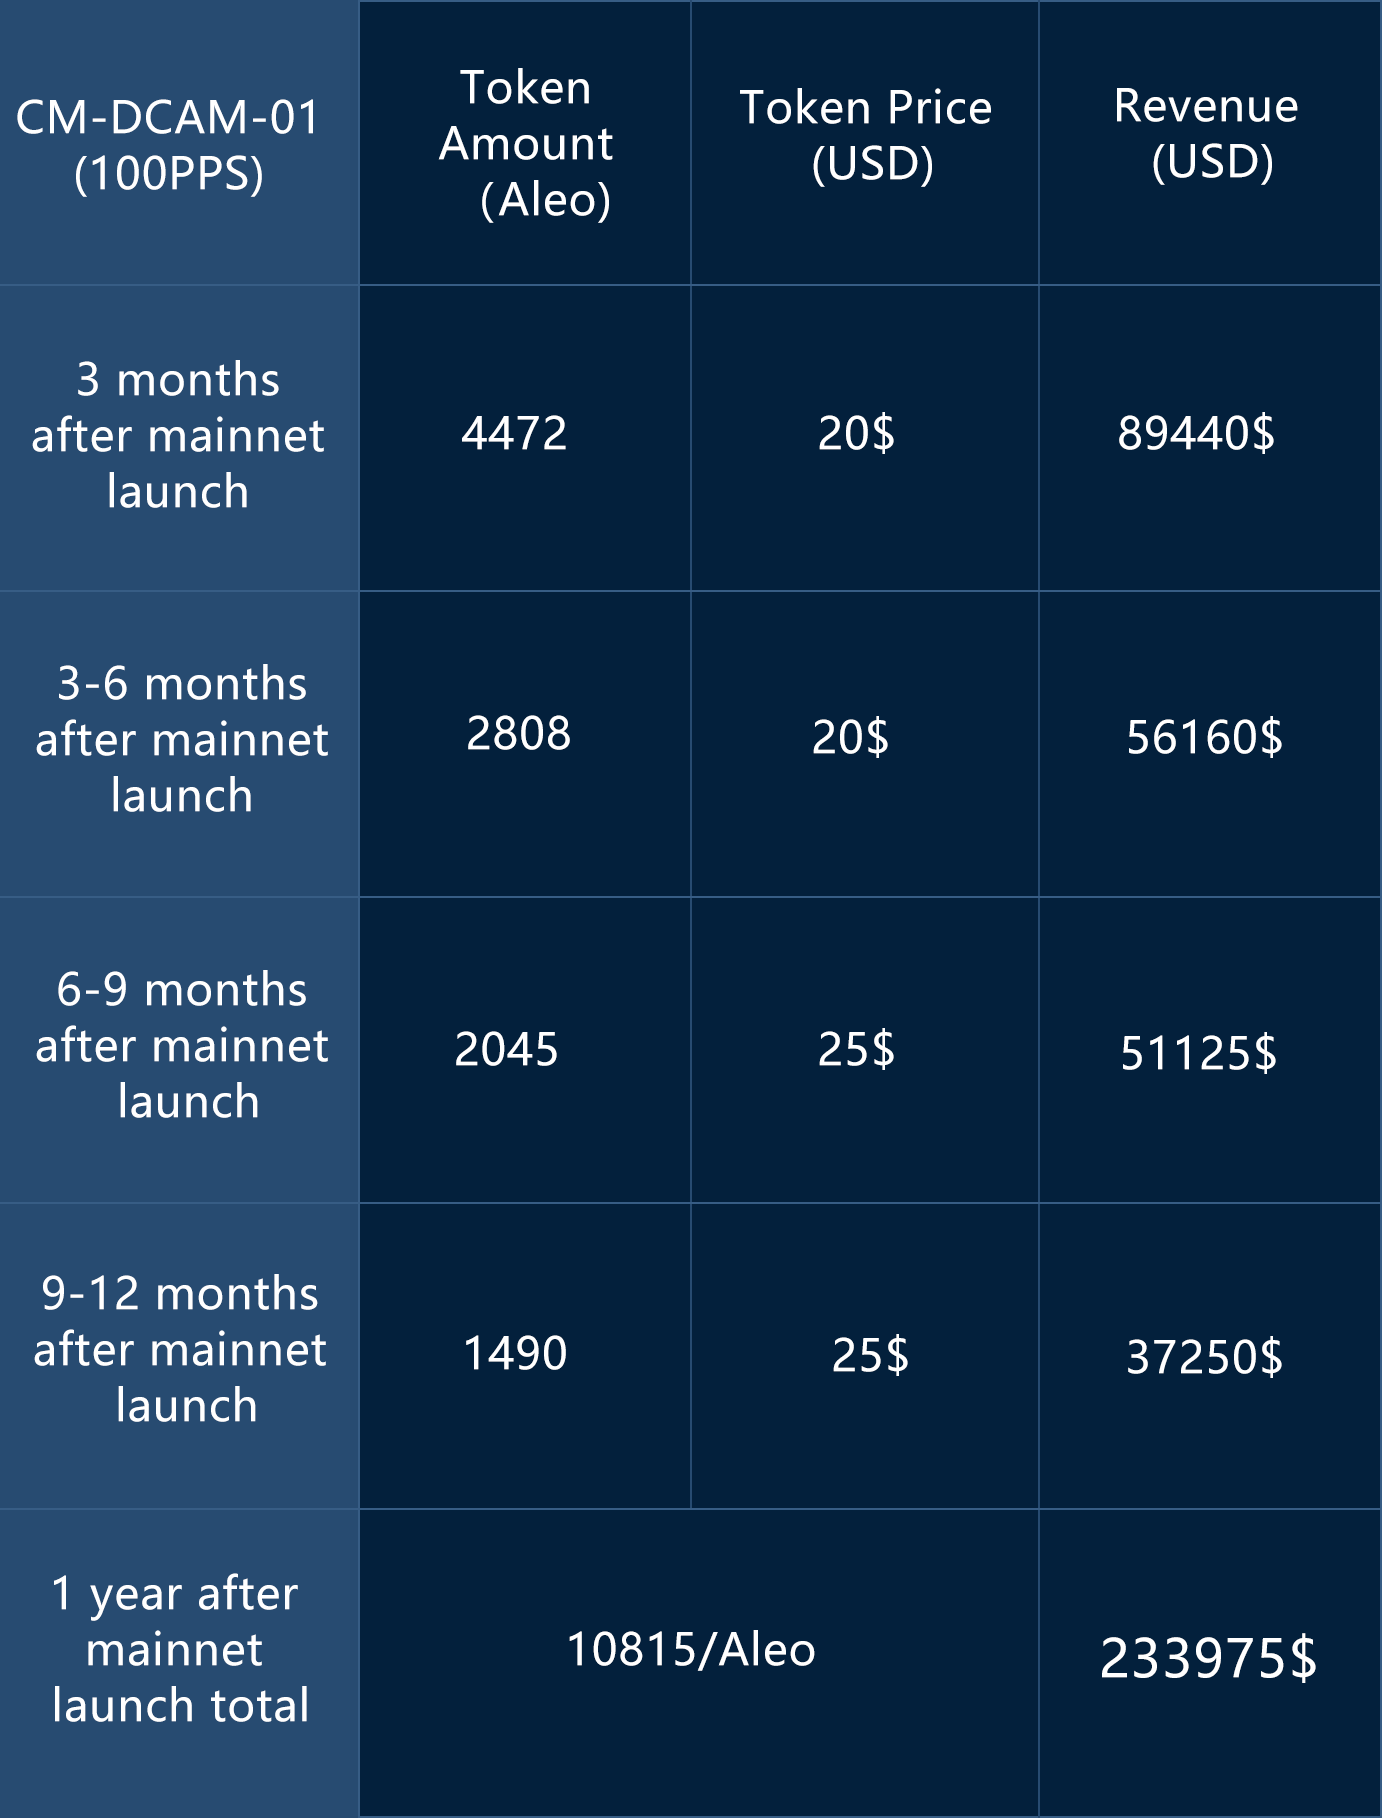 CM-DCAM-01
(100PPS)
Token
Amount
(Aleo)
Token Price
(USD)
Revenue
(USD)
3 months
after mainnet
launch
4472
20$
89440$
3-6 months
after mainnet
launch
2808
20$
56160$
6-9 months
after mainnet
launch
2045
25$
51125$
9-12 months
after mainnet
launch
1490
25$
37250$
1 year after
mainnet
launch total
10815/Aleo
233975$